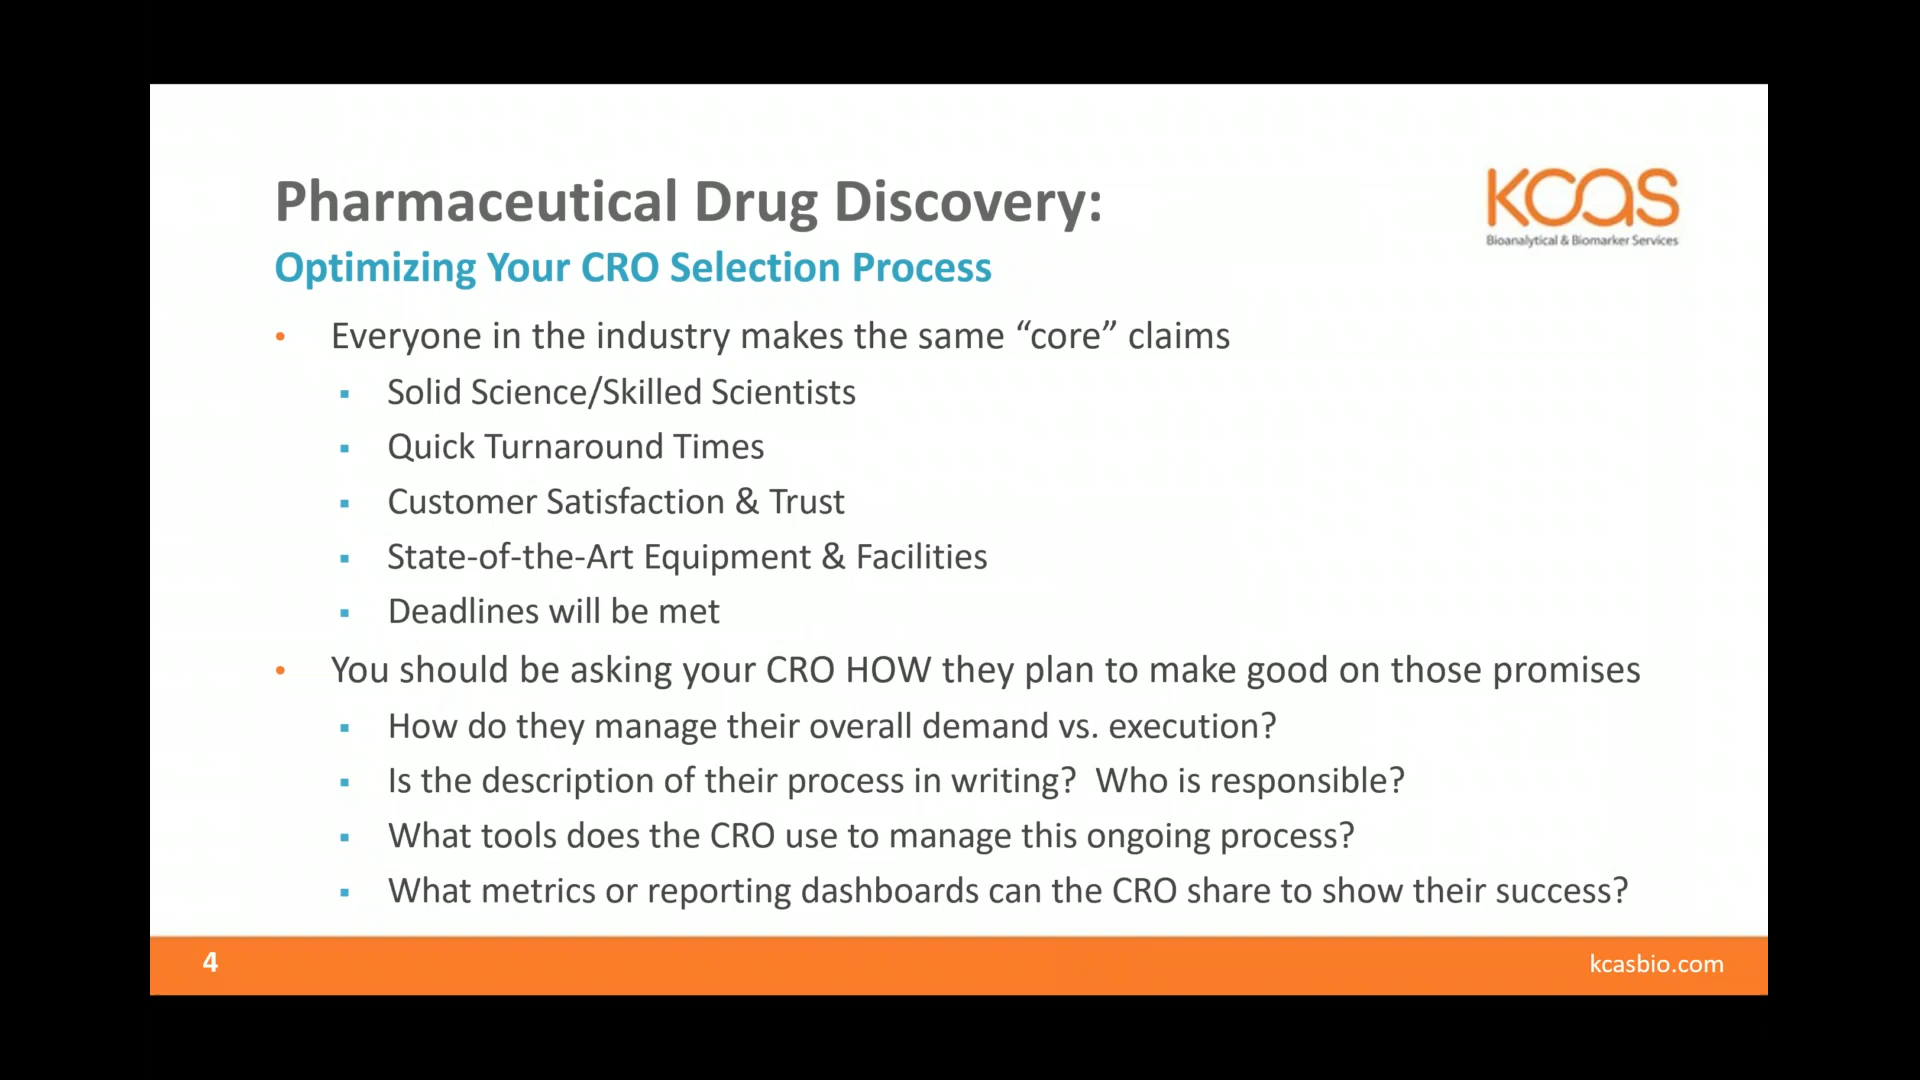 Pharmaceutical Drug Discovery:
Optimizing Your CRO Selection Process
kcas
Bioanalytical & Biomarker Services
• Everyone in the industry makes the same “core” claims
▪ Solid Science/Skilled Scientists
▪ Quick Turnaround Times
▪ Customer Satisfaction & Trust
▪ State-of-the-Art Equipment & Facilities
▪ Deadlines will be met
• You should be asking your CRO HOW they plan to make good on those promises
▪ How do they manage their overall demand vs. execution?
▪ Is the description of their process in writing?  Who is responsible?
▪ What tools does the CRO use to manage this ongoing process?
▪ What metrics or reporting dashboards can the CRO share to show their success?
4
kcasbio.com